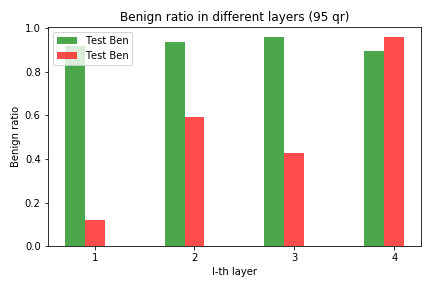 Benign ratio in different layers (95 qr)
Test Ben
Test Ben
1.0
0.8
0.6
0.4
0.2
0.0
Benign ratio
1 2 3 4
l-th layer